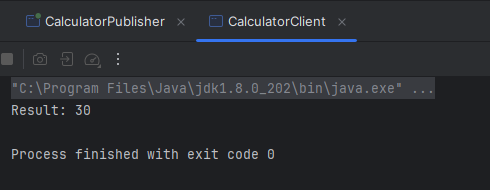 CalculatorPublisher CalculatorClient
"C:\Program Files\Java\jdk1.8.0_202\bin\java.exe" ...
Result: 30
Process finished with exit code 0